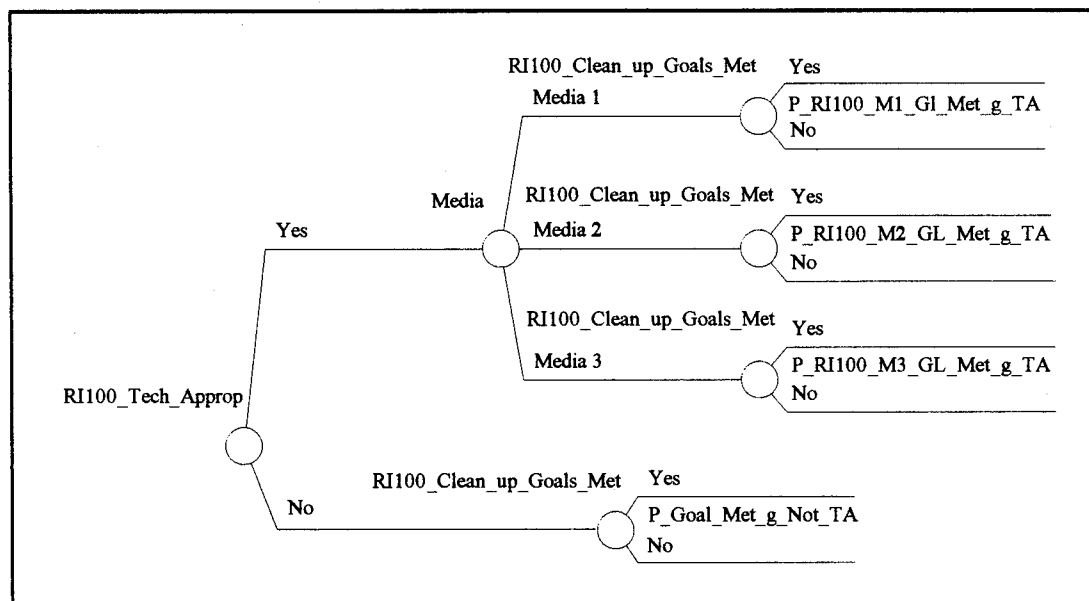 RI100_Clean_up_Goals_Met Yes
Media 1 P_RI100_M1_Gl_Met_g_TA
No
RI100_Clean_up_Goals_Met Yes
Media
Yes Media 2 P_RI100_M2_GL_Met_g_TA
No
RI100_Clean_up_Goals_Met Yes
Media 3 P_RI100_M3_GL_Met_g_TA
No
RI100_Tech_Approp
RI100_Clean_up_Goals_Met Yes
No P_Goal_Met_g_Not_TA
No